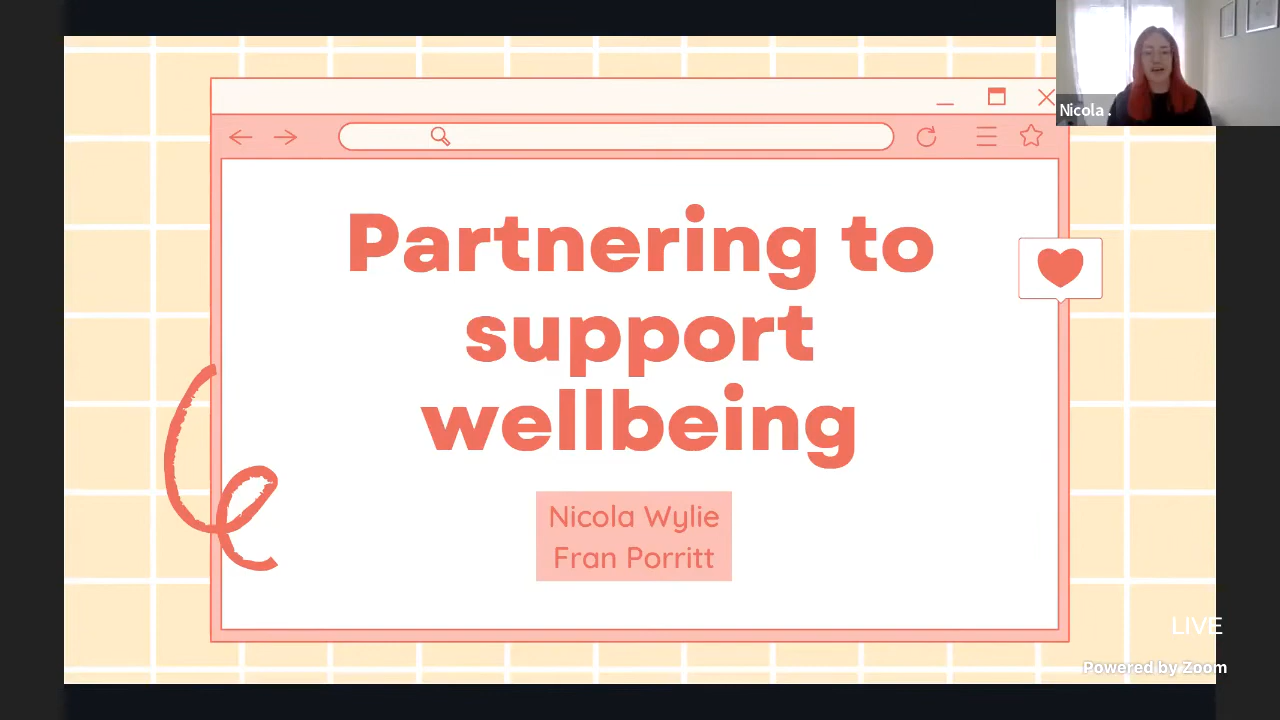 Nicola .
Partnering to
support
wellbeing
Nicola Wylie
Fran Porritt
LIVE
Powered by Zoom